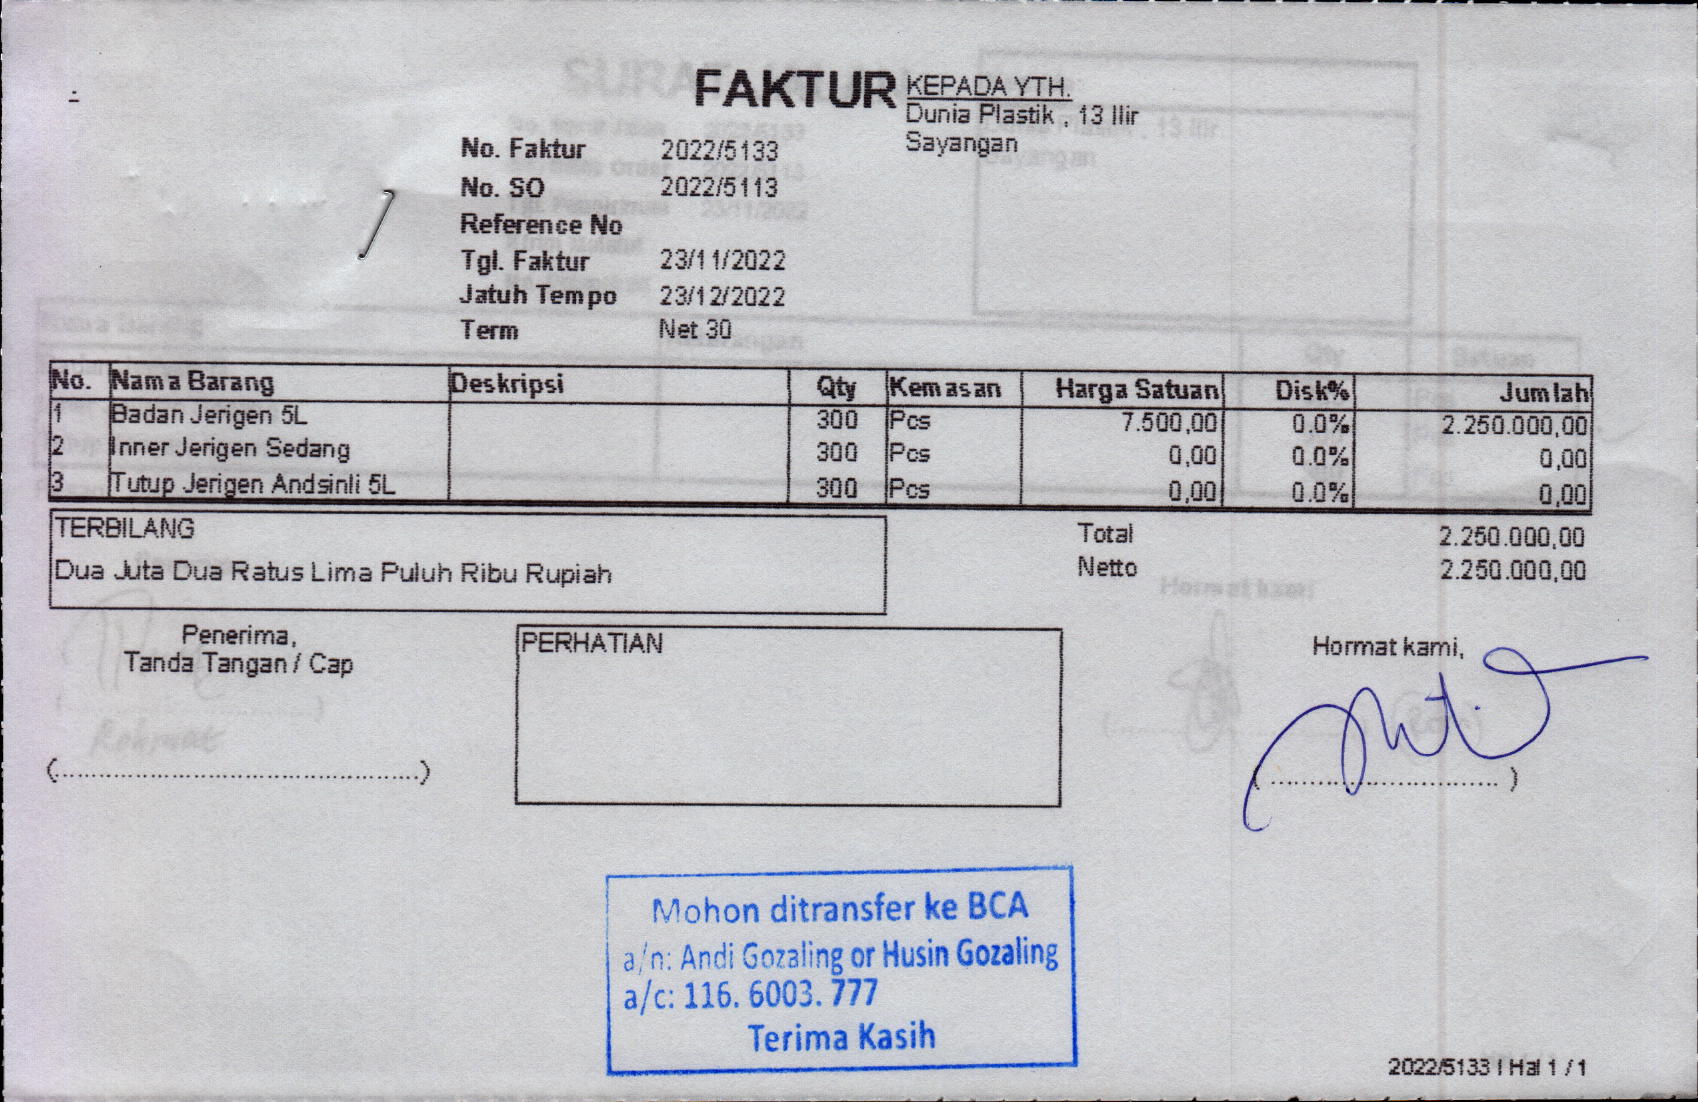 FAKTUR
KEPADA YTH.
Dunia Plastik , 13 Ilir
Sayangan
No. Faktur 2022/5133
No. SO 2022/5113
Reference No
Tgl. Faktur 23/11/2022
Jatuh Tempo 23/12/2022
Term Net 30
No. Nama Barang Deskripsi Qty Kemasan Harga Satuan Disk% Jumlah
1 Badan Jerigen 5L 300 Pcs 7.500,00 0.0% 2.250.000,00
2 Inner Jerigen Sedang 300 Pcs 0,00 0.0% 0,00
3 Tutup Jerigen Andsinli 5L 300 Pcs 0,00 0.0% 0,00
TERBILANG
Dua Juta Dua Ratus Lima Puluh Ribu Rupiah
Total 2.250.000,00
Netto 2.250.000,00
Penerima,
Tanda Tangan / Cap
(..................................................)
PERHATIAN
Hormat kami,
(................................)
Mohon ditransfer ke BCA
a/n: Andi Gozaling or Husin Gozaling
a/c: 116. 6003. 777
Terima Kasih
2022/5133 | Hal 1 / 1